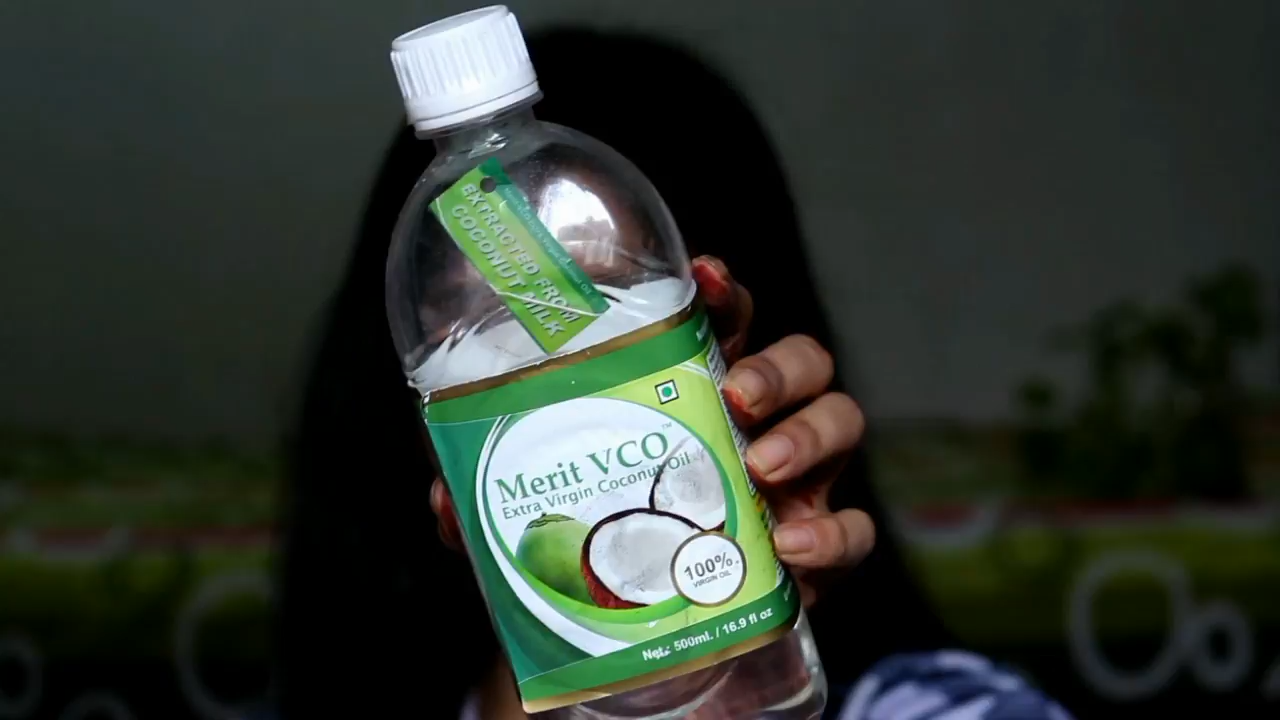 EXTRACTED FROM
COCONUT MILK
Merit VCO™
Extra Virgin Coconut Oil
100%
VIRGIN OIL
Net: 500ml. / 16.9 fl oz